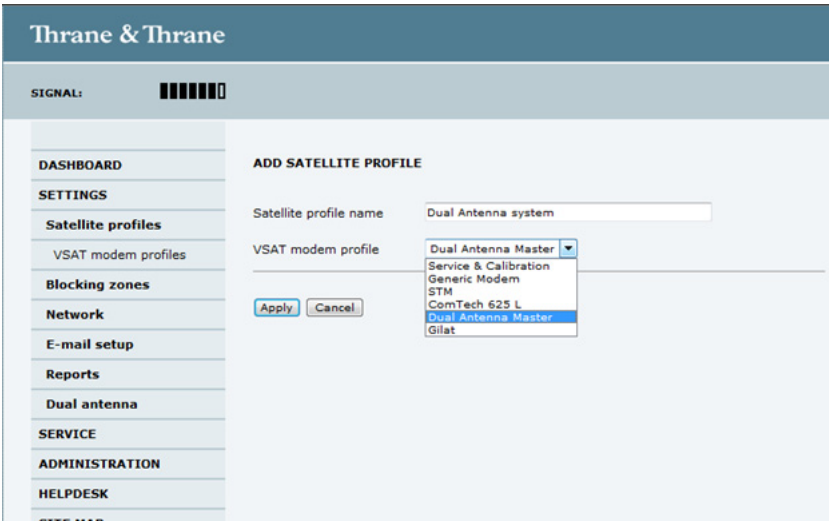 Thrane & Thrane
SIGNAL:
DASHBOARD
SETTINGS
Satellite profiles
VSAT modem profiles
Blocking zones
Network
E-mail setup
Reports
Dual antenna
SERVICE
ADMINISTRATION
HELPDESK
SITE MAP
ADD SATELLITE PROFILE
Satellite profile name Dual Antenna system
VSAT modem profile Dual Antenna Master
Service & Calibration
Generic Modem
STM
ComTech 625 L
Dual Antenna Master
Gilat
Apply Cancel